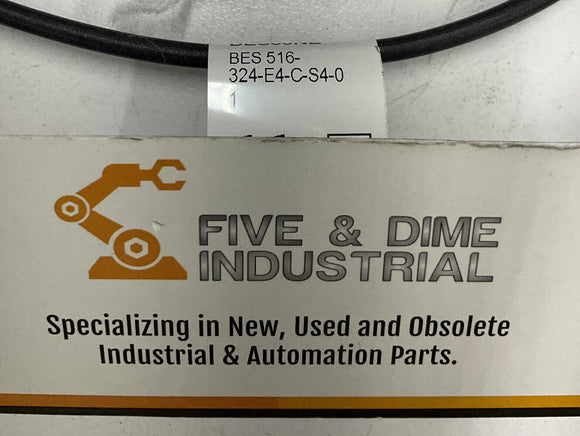 BES 516-
324-E4-C-S4-0
1
FIVE & DIME
INDUSTRIAL
Specializing in New, Used and Obsolete
Industrial & Automation Parts.